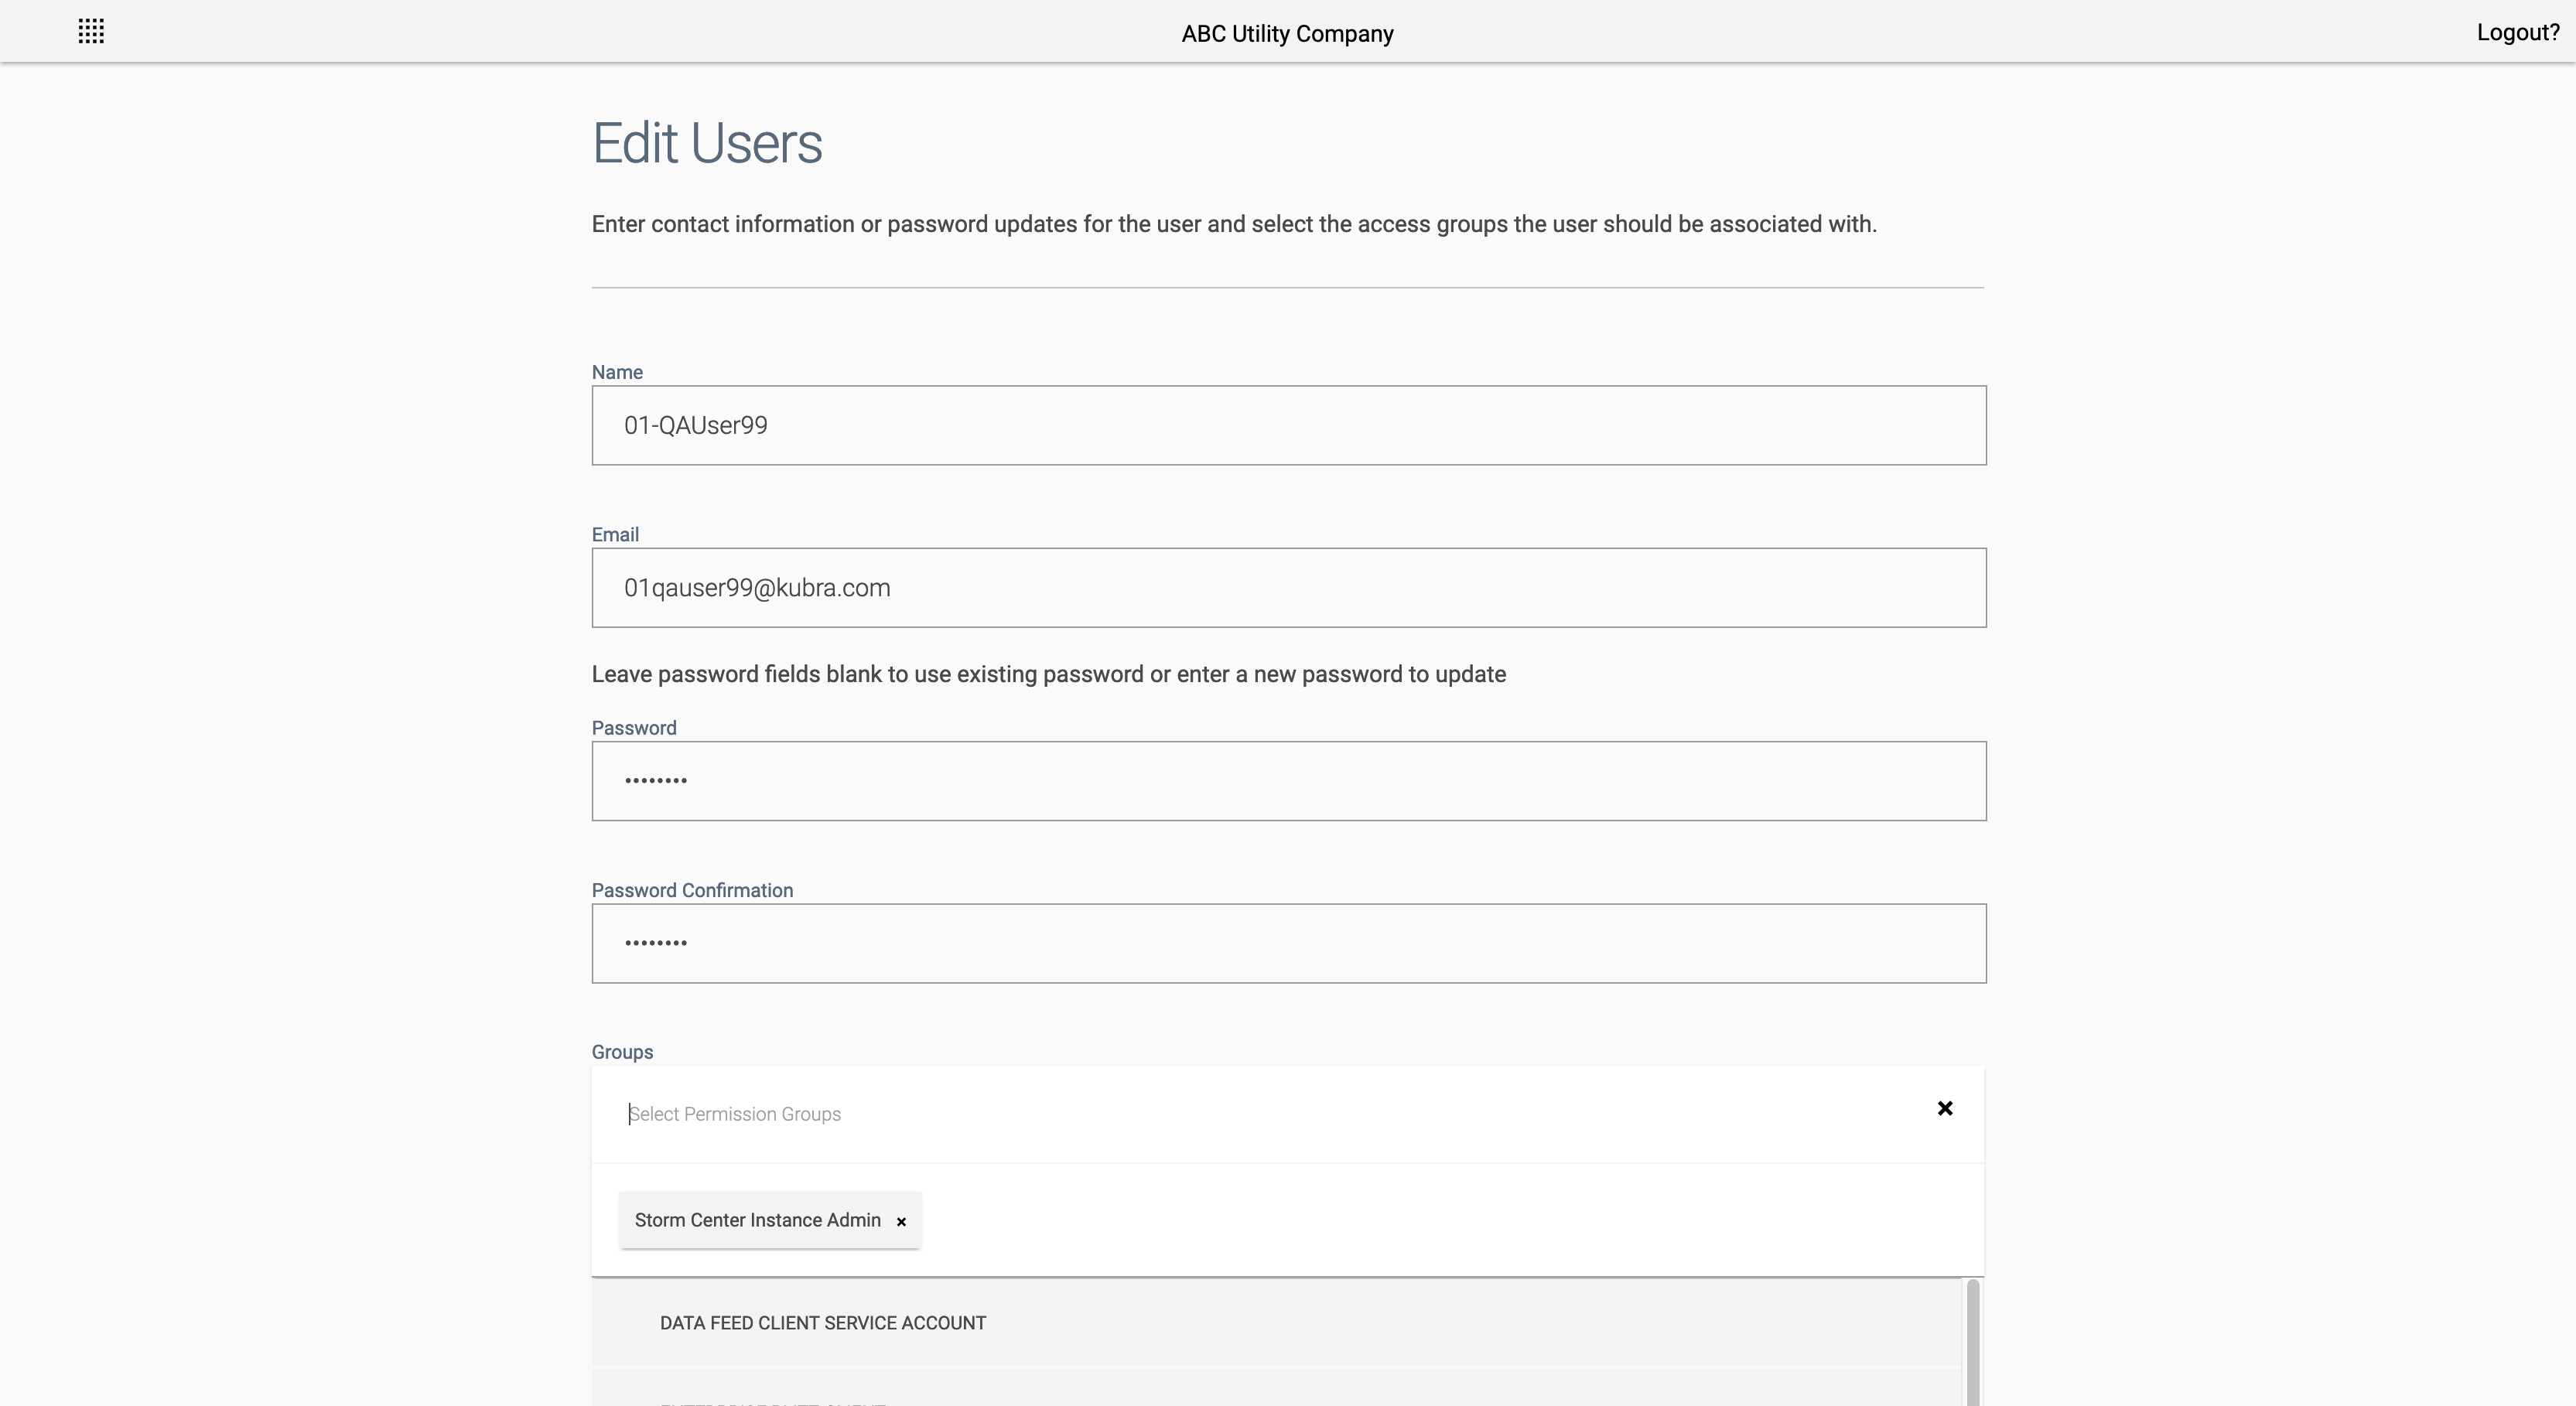 ABC Utility Company
Logout?
Edit Users
Enter contact information or password updates for the user and select the access groups the user should be associated with.
Name
01-QAUser99
Email
01qauser99@kubra.com
Leave password fields blank to use existing password or enter a new password to update
Password
••••••••
Password Confirmation
••••••••
Groups
Select Permission Groups
Storm Center Instance Admin ×
DATA FEED CLIENT SERVICE ACCOUNT